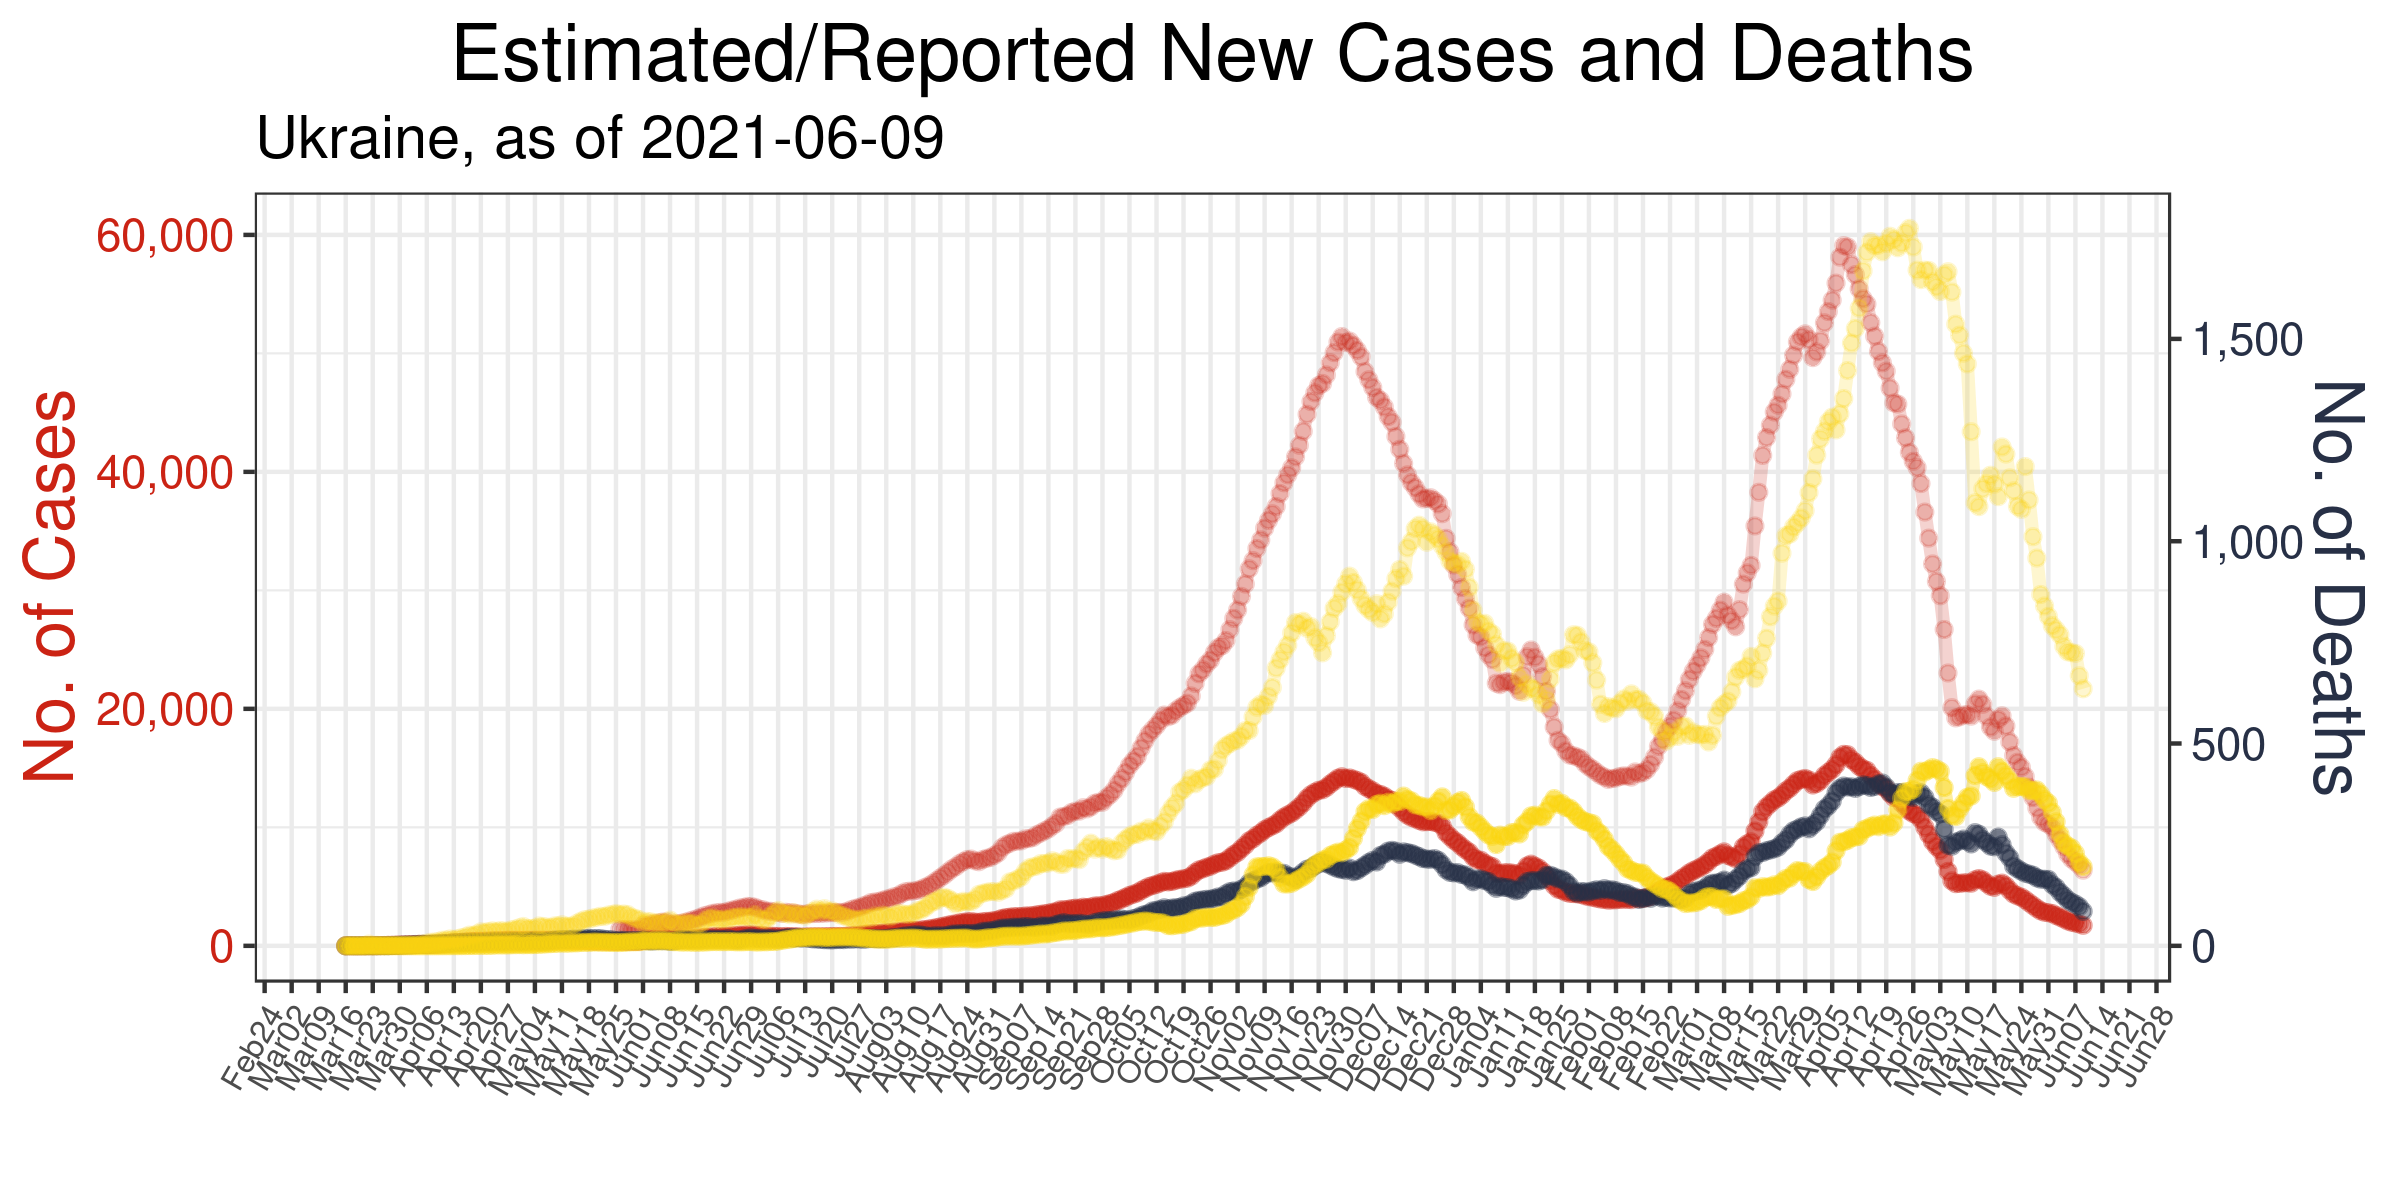 Estimated/Reported New Cases and Deaths
Ukraine, as of 2021-06-09
No. of Cases
60,000
40,000
20,000
0
1,500
1,000
500
0
No. of Deaths
Feb24
Mar02
Mar09
Mar16
Mar23
Mar30
Apr06
Apr13
Apr20
Apr27
May04
May11
May18
May25
Jun01
Jun08
Jun15
Jun22
Jun29
Jul06
Jul13
Jul20
Jul27
Aug03
Aug10
Aug17
Aug24
Aug31
Sep07
Sep14
Sep21
Sep28
Oct05
Oct12
Oct19
Oct26
Nov02
Nov09
Nov16
Nov23
Nov30
Dec07
Dec14
Dec21
Dec28
Jan04
Jan11
Jan18
Jan25
Feb01
Feb08
Feb15
Feb22
Mar01
Mar08
Mar15
Mar22
Mar29
Apr05
Apr12
Apr19
Apr26
May03
May10
May17
May24
May31
Jun07
Jun14
Jun21
Jun28